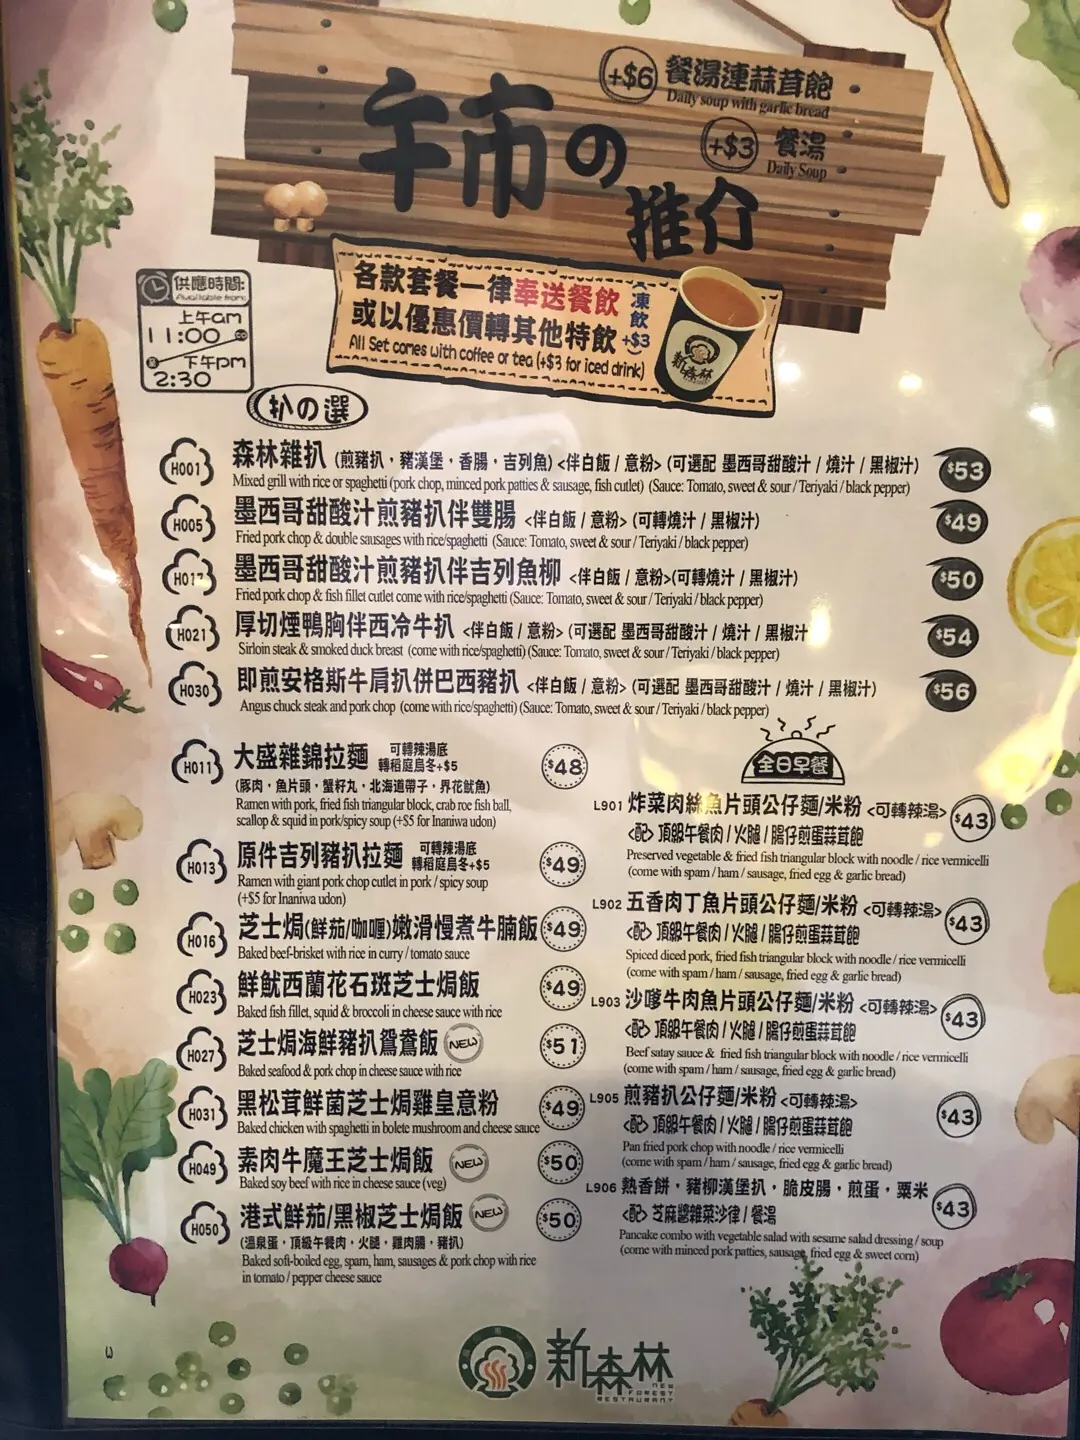 +$6 餐湯連蒜茸飽
Daily soup with garlic bread
+$3 餐湯
Daily Soup
午市の
推介
供應時間:
Available from:
上午am
11:00
下午pm
2:30
各款套餐一律奉送餐飲
或以優惠價轉其他特飲
凍飲+$3
All Set comes with coffee or tea (+$3 for iced drink)
新森林
扒の選
H001 森林雜扒 (煎豬扒・豬漢堡・香腸・吉列魚) <伴白飯 / 意粉> (可選配 墨西哥甜酸汁 / 燒汁 / 黑椒汁) $53
Mixed grill with rice or spaghetti (pork chop, minced pork patties & sausage, fish cutlet) (Sauce: Tomato, sweet & sour / Teriyaki / black pepper)
H005 墨西哥甜酸汁煎豬扒伴雙腸 <伴白飯 / 意粉> (可轉燒汁 / 黑椒汁) $49
Fried pork chop & double sausages with rice/spaghetti (Sauce: Tomato, sweet & sour / Teriyaki / black pepper)
H017 墨西哥甜酸汁煎豬扒伴吉列魚柳 <伴白飯 / 意粉>(可轉燒汁 / 黑椒汁) $50
Fried pork chop & fish fillet cutlet come with rice/spaghetti (Sauce: Tomato, sweet & sour / Teriyaki / black pepper)
H021 厚切煙鴨胸伴西冷牛扒 <伴白飯 / 意粉> (可選配 墨西哥甜酸汁 / 燒汁 / 黑椒汁 $54
Sirloin steak & smoked duck breast (come with rice/spaghetti) (Sauce: Tomato, sweet & sour / Teriyaki / black pepper)
H030 即煎安格斯牛肩扒併巴西豬扒 <伴白飯 / 意粉> (可選配 墨西哥甜酸汁 / 燒汁 / 黑椒汁) $56
Angus chuck steak and pork chop (come with rice/spaghetti) (Sauce: Tomato, sweet & sour / Teriyaki / black pepper)
H011 大盛雜錦拉麵 可轉辣湯底 轉稻庭烏冬+$5 $48
(豚肉・魚片頭・蟹籽丸・北海道帶子・界花魷魚)
Ramen with pork, fried fish triangular block, crab roe fish ball,
scallop & squid in pork/spicy soup (+$5 for Inaniwa udon)
H013 原件吉列豬扒拉麵 可轉辣湯底 轉稻庭烏冬+$5 $49
Ramen with giant pork chop cutlet in pork / spicy soup
(+$5 for Inaniwa udon)
H016 芝士焗(鮮茄/咖喱)嫩滑慢煮牛腩飯 $49
Baked beef-brisket with rice in curry / tomato sauce
H023 鮮魷西蘭花石斑芝士焗飯 $49
Baked fish fillet, squid & broccoli in cheese sauce with rice
H027 芝士焗海鮮豬扒鴛鴦飯 NEW $51
Baked seafood & pork chop in cheese sauce with rice
H031 黑松茸鮮菌芝士焗雞皇意粉 $49
Baked chicken with spaghetti in bolete mushroom and cheese sauce
H049 素肉牛魔王芝士焗飯 NEW $50
Baked soy beef with rice in cheese sauce (veg)
H050 港式鮮茄/黑椒芝士焗飯 NEW $50
(溫泉蛋・頂級午餐肉・火腿・雞肉腸・豬扒)
Baked soft-boiled egg, spam, ham, sausages & pork chop with rice
in tomato / pepper cheese sauce
全日早餐
L901 炸菜肉絲魚片頭公仔麵/米粉 <可轉辣湯> $43
<配> 頂級午餐肉 / 火腿 / 腸仔煎蛋蒜茸飽
Preserved vegetable & fried fish triangular block with noodle / rice vermicelli
(come with spam / ham / sausage, fried egg & garlic bread)
L902 五香肉丁魚片頭公仔麵/米粉 <可轉辣湯> $43
<配> 頂級午餐肉 / 火腿 / 腸仔煎蛋蒜茸飽
Spiced diced pork, fried fish triangular block with noodle / rice vermicelli
(come with spam / ham / sausage, fried egg & garlic bread)
L903 沙嗲牛肉魚片頭公仔麵/米粉 <可轉辣湯> $43
<配> 頂級午餐肉 / 火腿 / 腸仔煎蛋蒜茸飽
Beef satay sauce & fried fish triangular block with noodle / rice vermicelli
(come with spam / ham / sausage, fried egg & garlic bread)
L905 煎豬扒公仔麵/米粉 <可轉辣湯> $43
<配> 頂級午餐肉 / 火腿 / 腸仔煎蛋蒜茸飽
Pan fried pork chop with noodle / rice vermicelli
(come with spam / ham / sausage, fried egg & garlic bread)
L906 熱香餅・豬柳漢堡扒・脆皮腸・煎蛋・粟米 $43
<配> 芝麻醬雜菜沙律 / 餐湯
Pancake combo with vegetable salad with sesame salad dressing / soup
(come with minced pork patties, sausage, fried egg & sweet corn)
新森林
NEW
FOREST
RESTAURANT